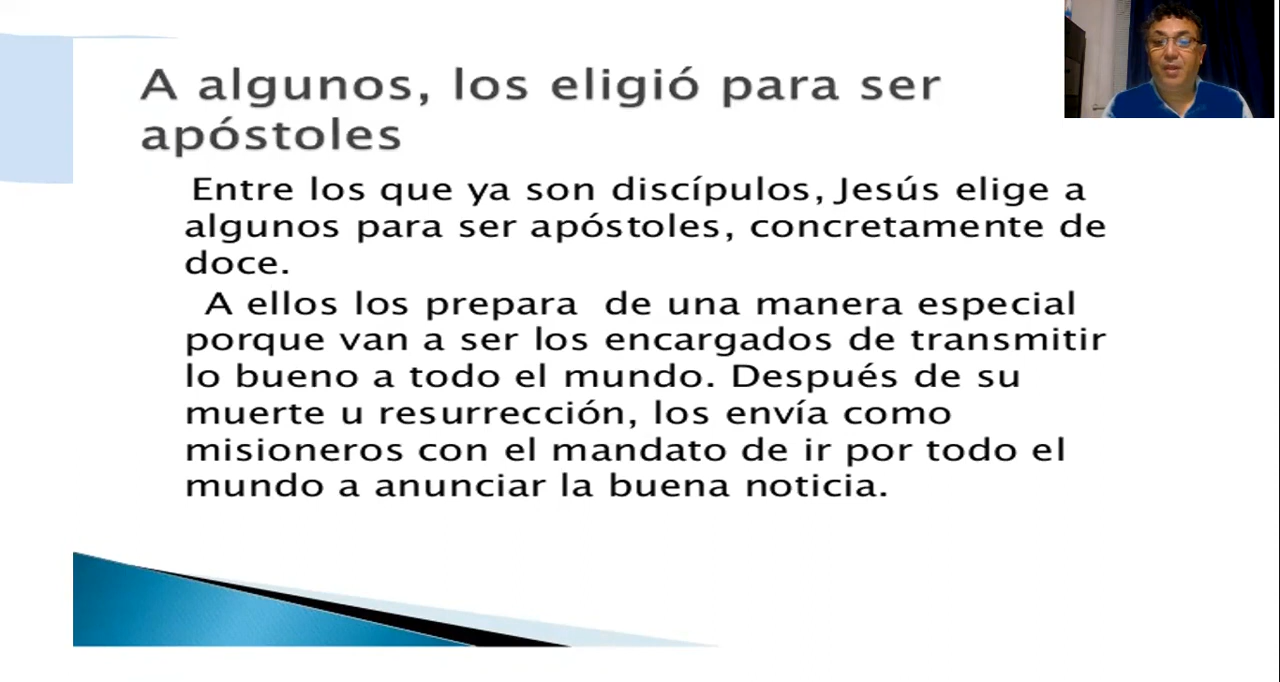 A algunos, los eligió para ser
apóstoles
Entre los que ya son discípulos, Jesús elige a
algunos para ser apóstoles, concretamente de
doce.
A ellos los prepara  de una manera especial
porque van a ser los encargados de transmitir
lo bueno a todo el mundo. Después de su
muerte u resurrección, los envía como
misioneros con el mandato de ir por todo el
mundo a anunciar la buena noticia.